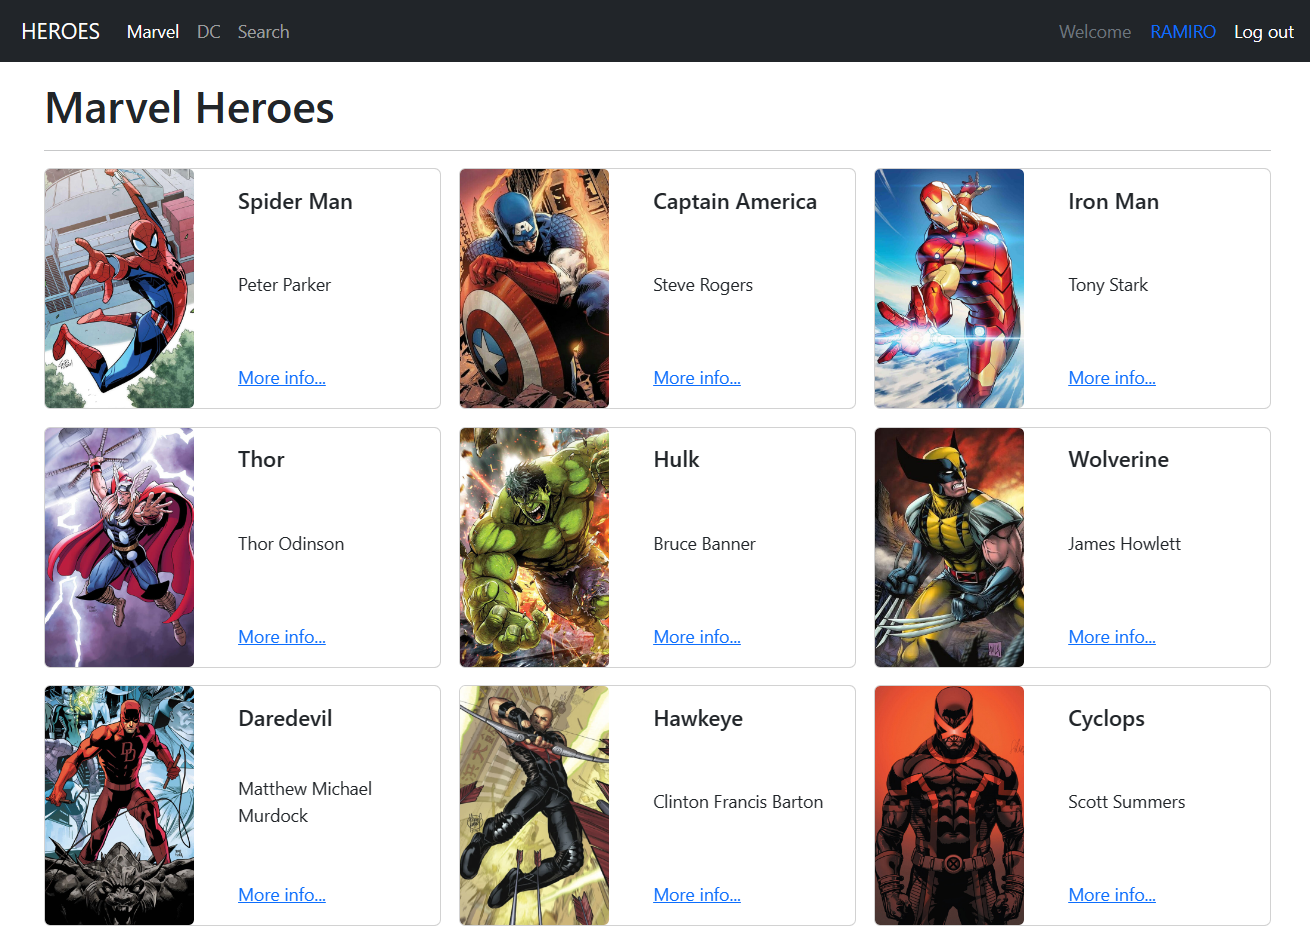 HEROES Marvel DC Search Welcome RAMIRO Log out
Marvel Heroes
Spider Man
Peter Parker
More info...
Captain America
Steve Rogers
More info...
Iron Man
Tony Stark
More info...
Thor
Thor Odinson
More info...
Hulk
Bruce Banner
More info...
Wolverine
James Howlett
More info...
Daredevil
Matthew Michael
Murdock
More info...
Hawkeye
Clinton Francis Barton
More info...
Cyclops
Scott Summers
More info...